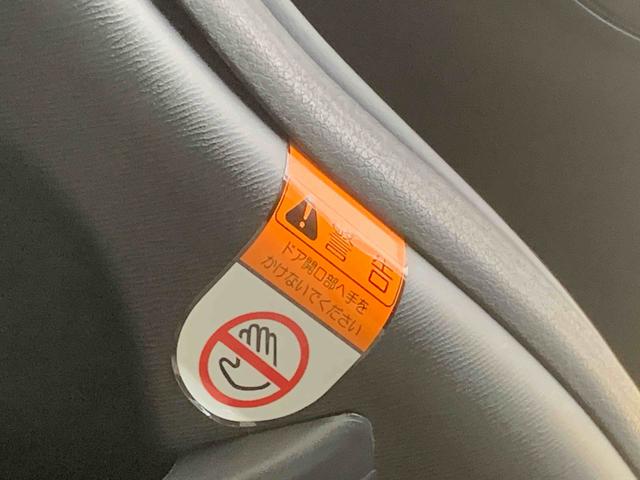 警告
ドア開口部へ手を
かけないでください